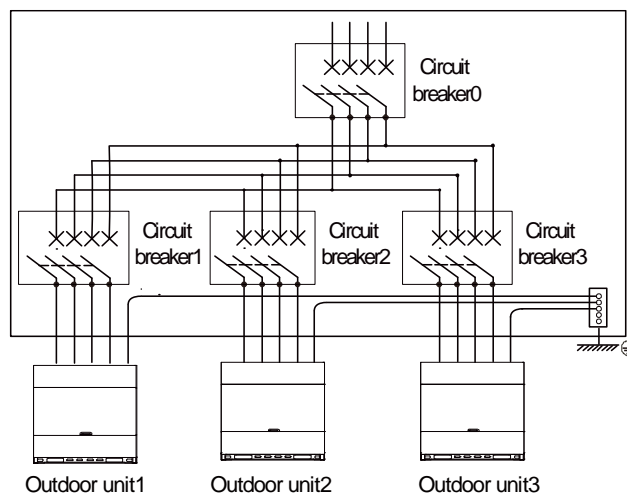 Circuit
breaker0
Circuit
breaker1
Circuit
breaker2
Circuit
breaker3
Outdoor unit1
Outdoor unit2
Outdoor unit3